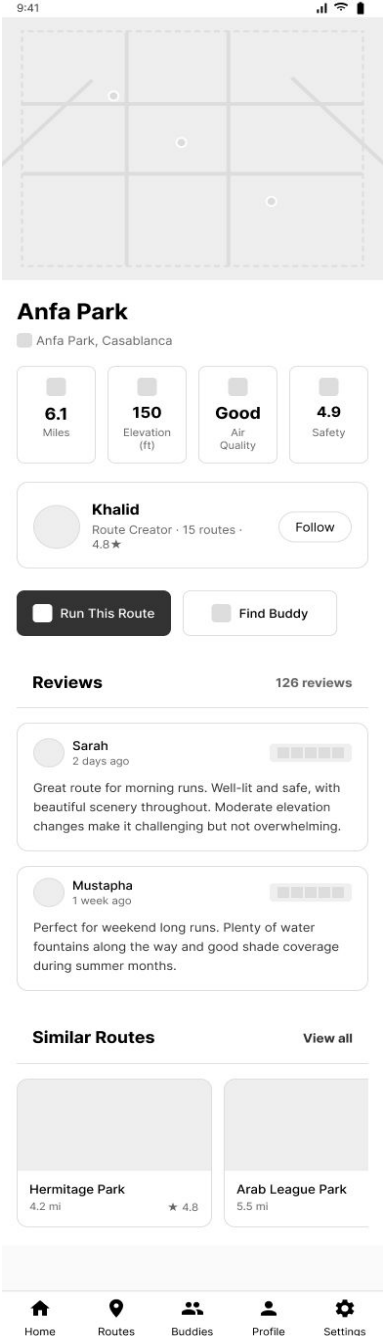 9:41
Anfa Park
Anfa Park, Casablanca
6.1
Miles
150
Elevation
(ft)
Good
Air
Quality
4.9
Safety
Khalid
Route Creator · 15 routes ·
4.8★
Follow
Run This Route
Find Buddy
Reviews
126 reviews
Sarah
2 days ago
Great route for morning runs. Well-lit and safe, with
beautiful scenery throughout. Moderate elevation
changes make it challenging but not overwhelming.
Mustapha
1 week ago
Perfect for weekend long runs. Plenty of water
fountains along the way and good shade coverage
during summer months.
Similar Routes
View all
Hermitage Park
4.2 mi
★ 4.8
Arab League Park
5.5 mi
Home
Routes
Buddies
Profile
Settings